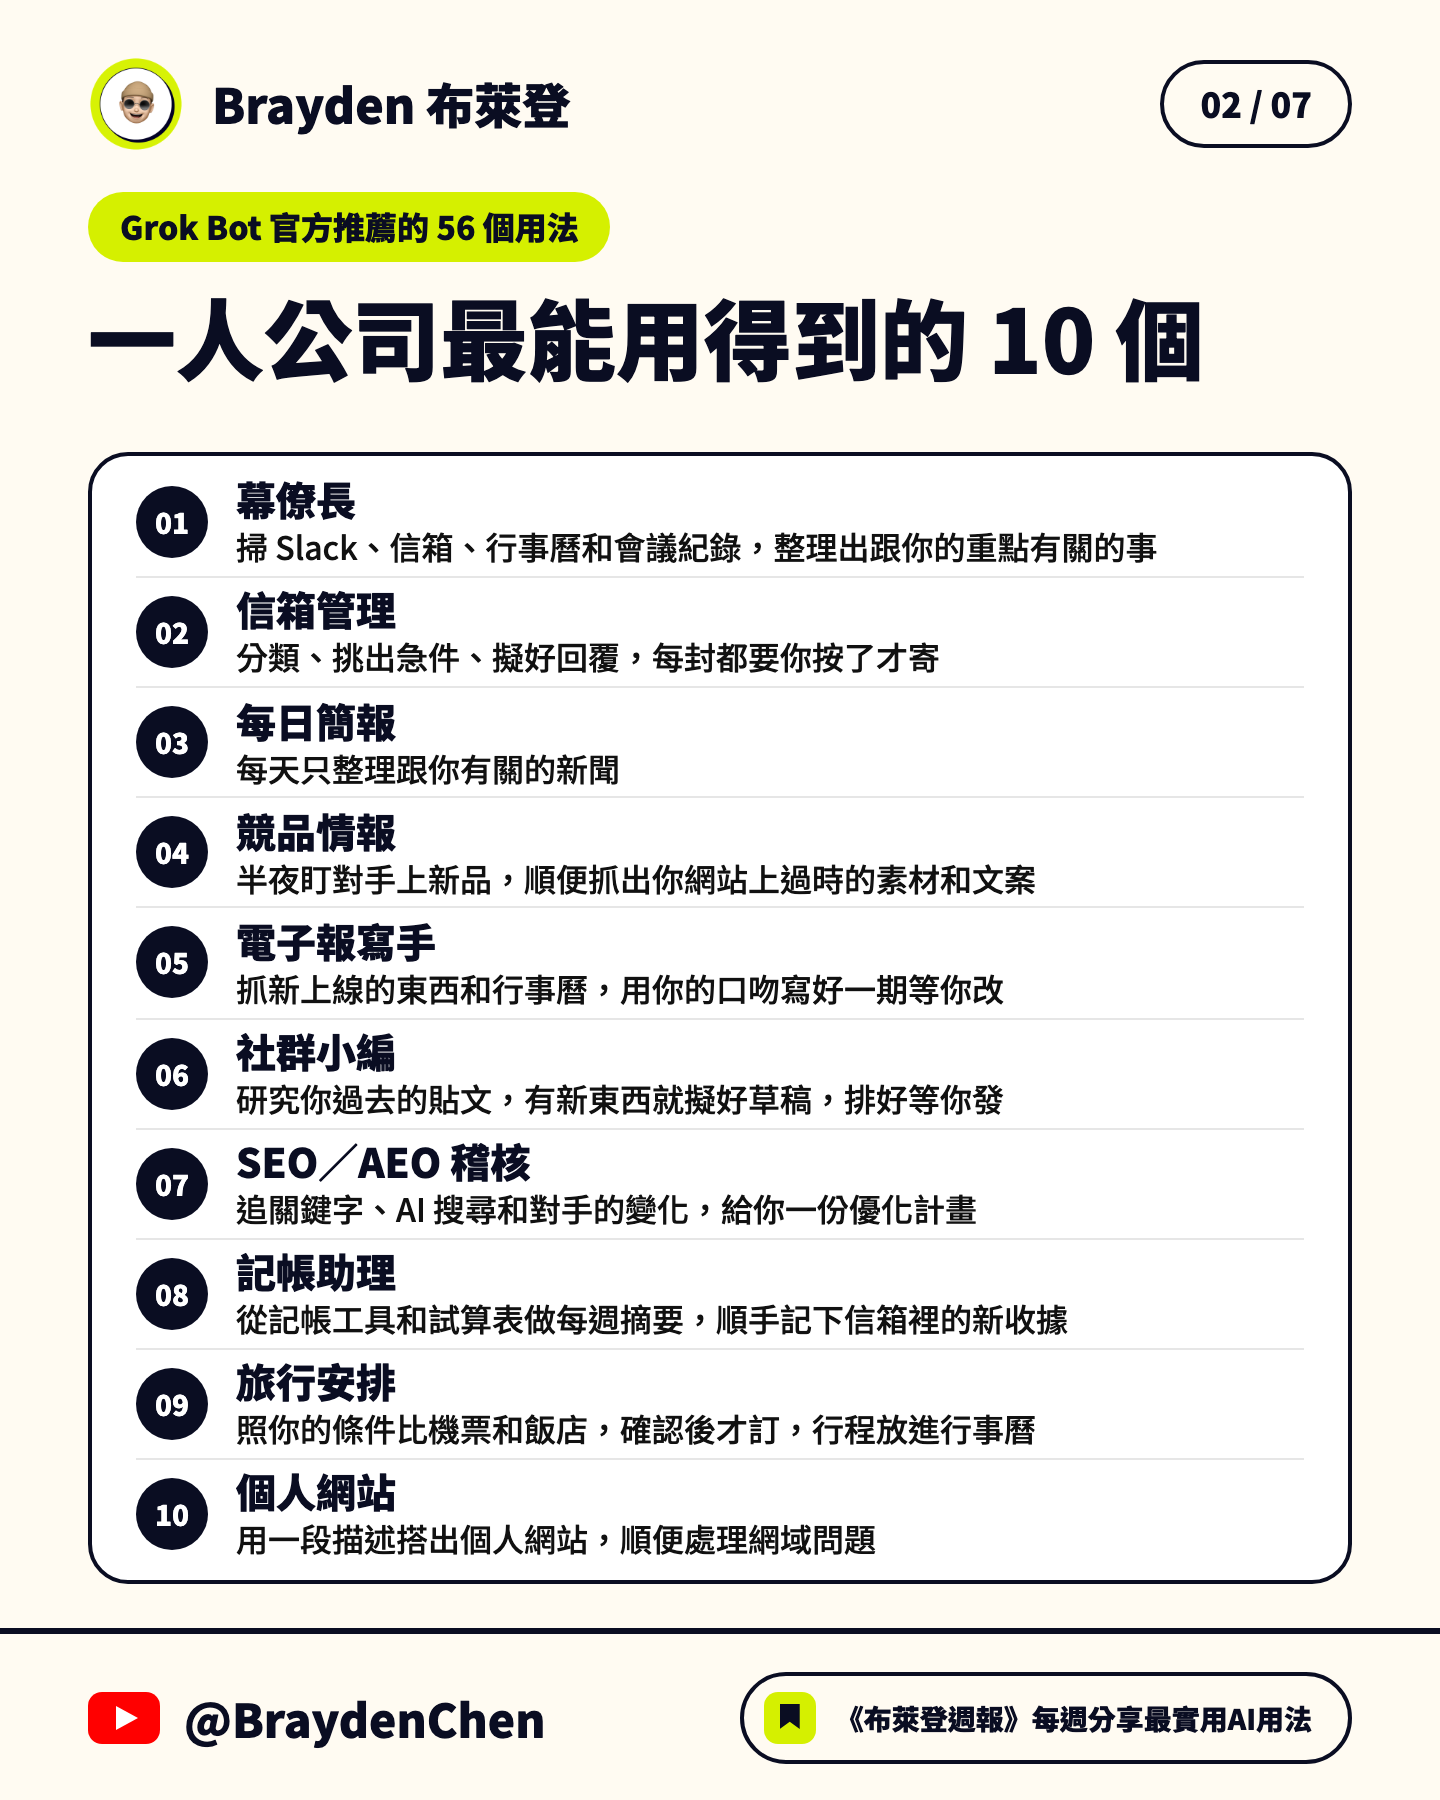 Brayden 布萊登
02 / 07
Grok Bot 官方推薦的 56 個用法
一人公司最能用得到的 10 個
01
幕僚長
掃 Slack、信箱、行事曆和會議紀錄，整理出跟你的重點有關的事
02
信箱管理
分類、挑出急件、擬好回覆，每封都要你按了才寄
03
每日簡報
每天只整理跟你有關的新聞
04
競品情報
半夜盯對手上新品，順便抓出你網站上過時的素材和文案
05
電子報寫手
抓新上線的東西和行事曆，用你的口吻寫好一期等你改
06
社群小編
研究你過去的貼文，有新東西就擬好草稿，排好等你發
07
SEO／AEO 稽核
追關鍵字、AI 搜尋和對手的變化，給你一份優化計畫
08
記帳助理
從記帳工具和試算表做每週摘要，順手記下信箱裡的新收據
09
旅行安排
照你的條件比機票和飯店，確認後才訂，行程放進行事曆
10
個人網站
用一段描述搭出個人網站，順便處理網域問題
@BraydenChen
《布萊登週報》每週分享最實用AI用法